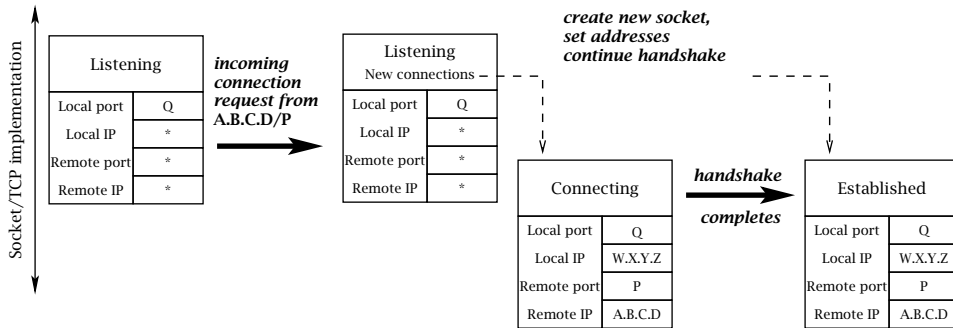 Socket/TCP implementation
Listening
Local port Q
Local IP *
Remote port *
Remote IP *
incoming
connection
request from
A.B.C.D/P
Listening
New connections
Local port Q
Local IP *
Remote port *
Remote IP *
create new socket,
set addresses
continue handshake
Connecting
Local port Q
Local IP W.X.Y.Z
Remote port P
Remote IP A.B.C.D
handshake
completes
Established
Local port Q
Local IP W.X.Y.Z
Remote port P
Remote IP A.B.C.D